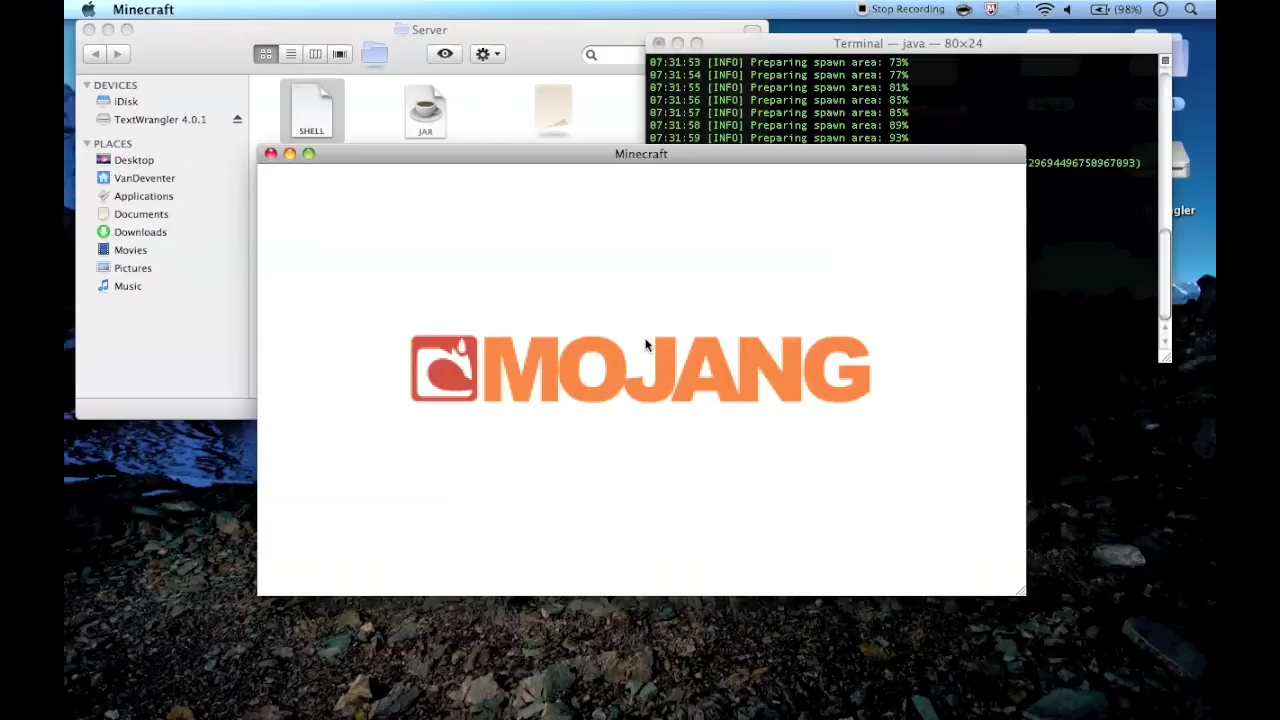 Minecraft
Stop Recording
(98%)
Server
Terminal — java — 80×24
DEVICES
iDisk
TextWrangler 4.0.1
PLACES
Desktop
VanDeventer
Applications
Documents
Downloads
Movies
Pictures
Music
SHELL
JAR
07:31:53 [INFO] Preparing spawn area: 73%
07:31:54 [INFO] Preparing spawn area: 77%
07:31:55 [INFO] Preparing spawn area: 81%
07:31:56 [INFO] Preparing spawn area: 85%
07:31:57 [INFO] Preparing spawn area: 85%
07:31:58 [INFO] Preparing spawn area: 89%
07:31:59 [INFO] Preparing spawn area: 93%
Minecraft
MOJANG